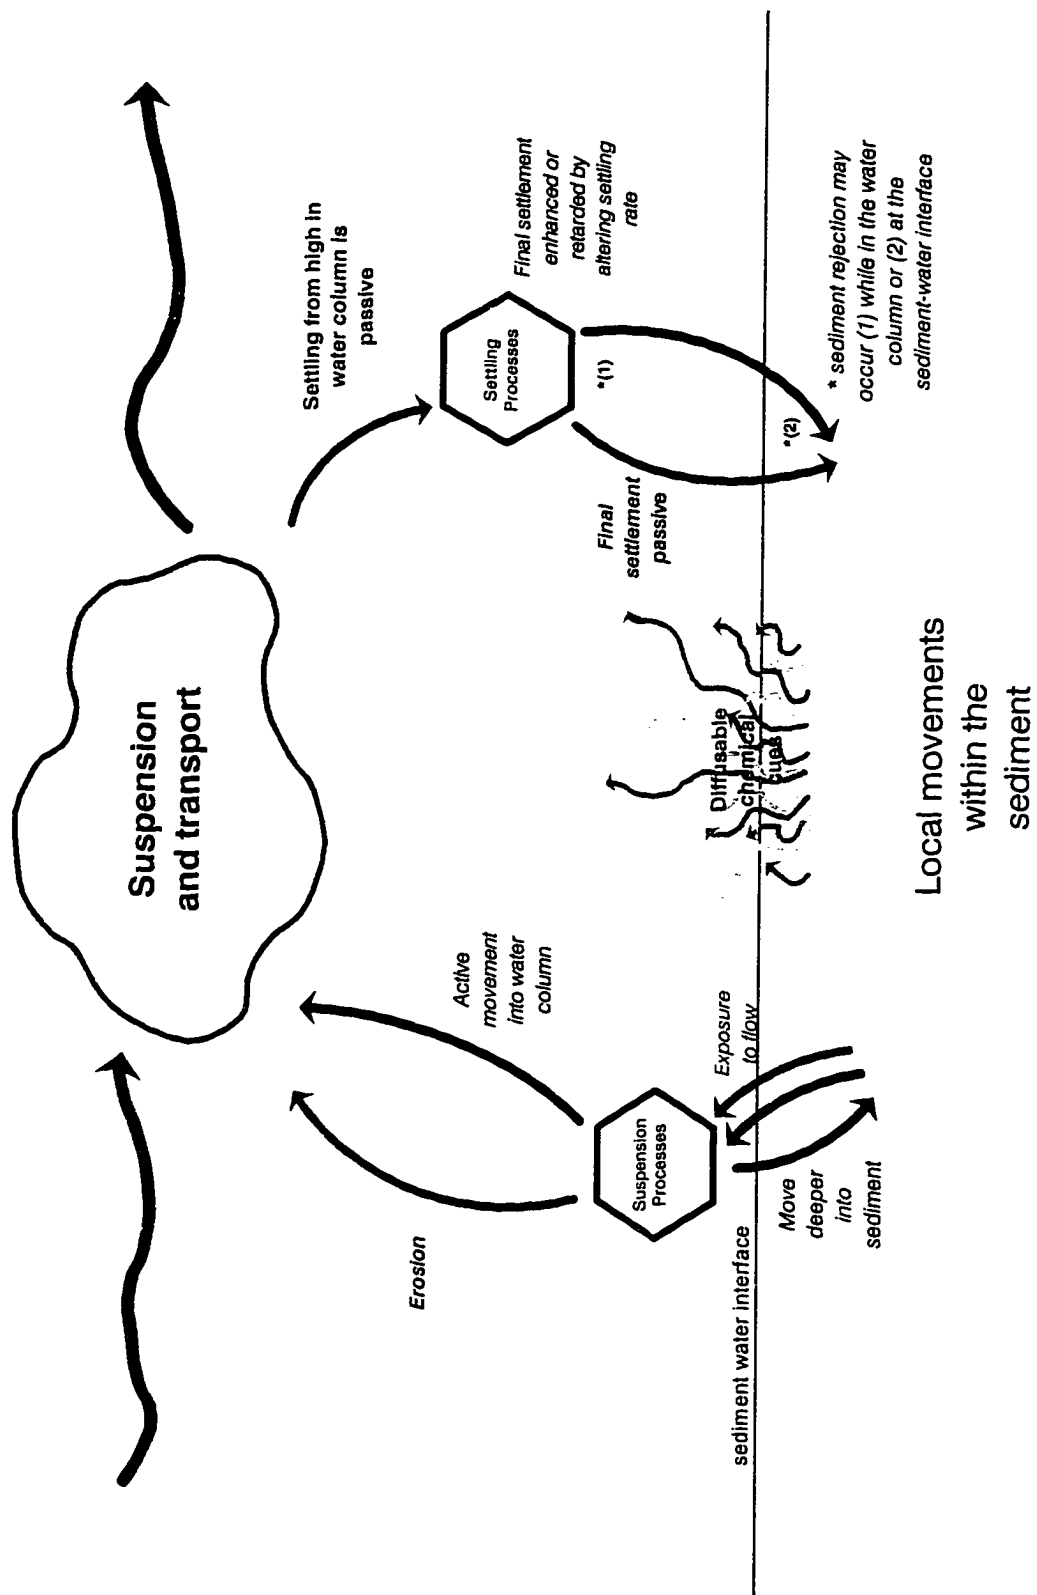 Suspension
and transport
Settling from high in
water column is
passive
Active
movement
into water
column
Erosion
Settling
Processes
Final settlement
enhanced or
retarded by
altering settling
rate
*(1)
Final
settlement
passive
Suspension
Processes
Exposure
to flow
Diffusable
chemical
cues
*(2)
sediment water interface
Move
deeper
into
sediment
* sediment rejection may
occur (1) while in the water
column or (2) at the
sediment-water interface
Local movements
within the
sediment